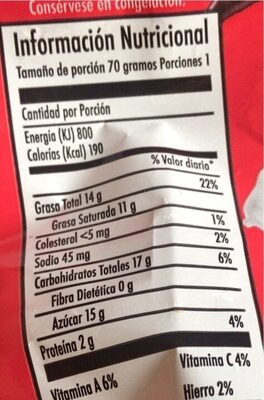 Consérvese en congelación.
Información Nutricional
Tamaño de porción 70 gramos Porciones 1
Cantidad por Porción
Energía (KJ) 800
Calorías (Kcal) 190
% Valor diario*
Grasa Total 14 g 22%
Grasa Saturada 11 g
Colesterol <5 mg 1%
Sodio 45 mg 2%
Carbohidratos Totales 17 g 6%
Fibra Dietética 0 g
Azúcar 15 g
Proteína 2 g 4%
Vitamina A 6% Vitamina C 4%
Hierro 2%